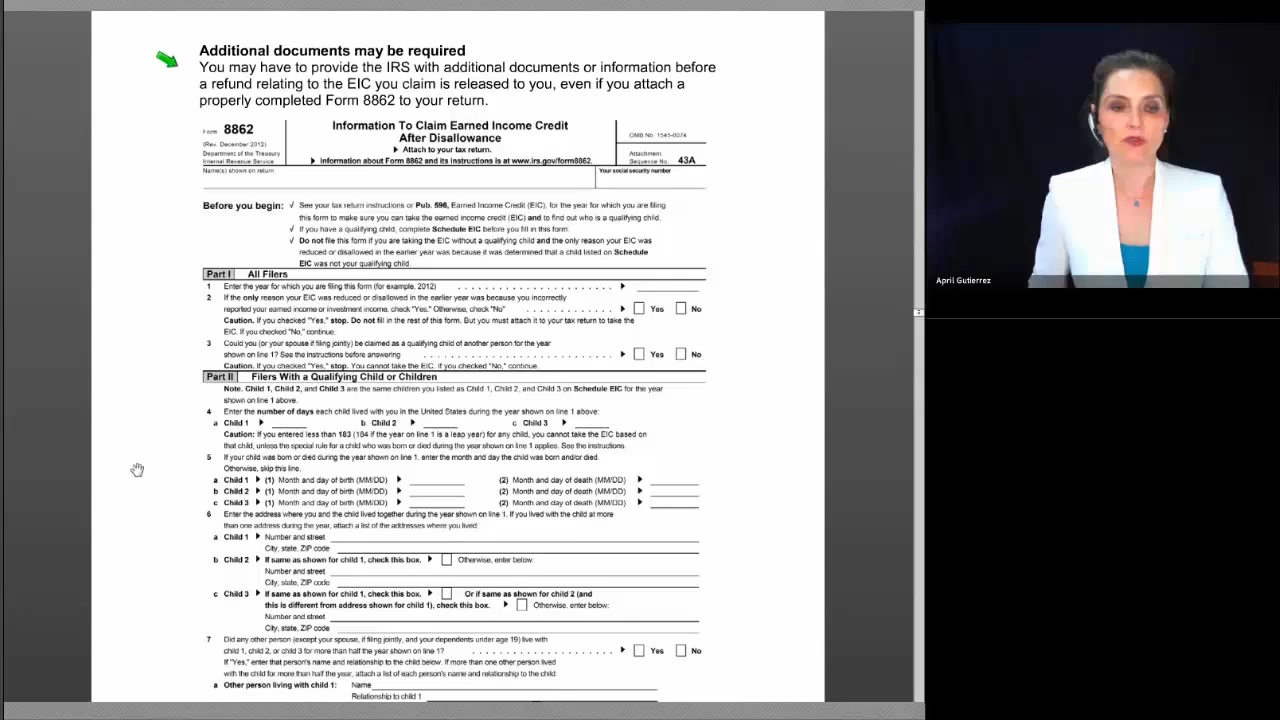 Additional documents may be required
You may have to provide the IRS with additional documents or information before
a refund relating to the EIC you claim is released to you, even if you attach a
properly completed Form 8862 to your return.
Form 8862
(Rev. December 2012)
Department of the Treasury
Internal Revenue Service
Information To Claim Earned Income Credit
After Disallowance
▶ Attach to your tax return.
▶ Information about Form 8862 and its instructions is at www.irs.gov/form8862.
OMB No. 1545-0074
Attachment
Sequence No. 43A
Name(s) shown on return
Your social security number
Before you begin: √ See your tax return instructions or Pub. 596, Earned Income Credit (EIC), for the year for which you are filing
this form to make sure you can take the earned income credit (EIC) and to find out who is a qualifying child.
√ If you have a qualifying child, complete Schedule EIC before you fill in this form.
√ Do not file this form if you are taking the EIC without a qualifying child and the only reason your EIC was
reduced or disallowed in the earlier year was because it was determined that a child listed on Schedule
EIC was not your qualifying child.
Part I All Filers
1 Enter the year for which you are filing this form (for example, 2012) ▶
2 If the only reason your EIC was reduced or disallowed in the earlier year was because you incorrectly
reported your earned income or investment income, check "Yes." Otherwise, check "No" ▶ Yes No
Caution. If you checked "Yes," stop. Do not fill in the rest of this form. But you must attach it to your tax return to take the
EIC. If you checked "No," continue.
3 Could you (or your spouse if filing jointly) be claimed as a qualifying child of another person for the year
shown on line 1? See the instructions before answering ▶ Yes No
Caution. If you checked "Yes," stop. You cannot take the EIC. If you checked "No," continue.
Part II Filers With a Qualifying Child or Children
Note. Child 1, Child 2, and Child 3 are the same children you listed as Child 1, Child 2, and Child 3 on Schedule EIC for the year
shown on line 1 above.
4 Enter the number of days each child lived with you in the United States during the year shown on line 1 above:
a Child 1 ▶ b Child 2 ▶ c Child 3 ▶
Caution: If you entered less than 183 (184 if the year on line 1 is a leap year) for any child, you cannot take the EIC based on
that child, unless the special rule for a child who was born or died during the year shown on line 1 applies. See the instructions.
5 If your child was born or died during the year shown on line 1, enter the month and day the child was born and/or died.
Otherwise, skip this line.
a Child 1 ▶ (1) Month and day of birth (MM/DD) ▶ (2) Month and day of death (MM/DD) ▶
b Child 2 ▶ (1) Month and day of birth (MM/DD) ▶ (2) Month and day of death (MM/DD) ▶
c Child 3 ▶ (1) Month and day of birth (MM/DD) ▶ (2) Month and day of death (MM/DD) ▶
6 Enter the address where you and the child lived together during the year shown on line 1. If you lived with the child at more
than one address during the year, attach a list of the addresses where you lived:
a Child 1 ▶ Number and street
City, state, ZIP code
b Child 2 ▶ If same as shown for child 1, check this box. ▶ Otherwise, enter below:
Number and street
City, state, ZIP code
c Child 3 ▶ If same as shown for child 1, check this box. ▶ Or if same as shown for child 2 (and
this is different from address shown for child 1), check this box. ▶ Otherwise, enter below:
Number and street
City, state, ZIP code
7 Did any other person (except your spouse, if filing jointly, and your dependents under age 19) live with
child 1, child 2, or child 3 for more than half the year shown on line 1? ▶ Yes No
If "Yes," enter that person's name and relationship to the child below. If more than one other person lived
with the child for more than half the year, attach a list of each person's name and relationship to the child:
a Other person living with child 1: Name
Relationship to child 1
April Gutierrez